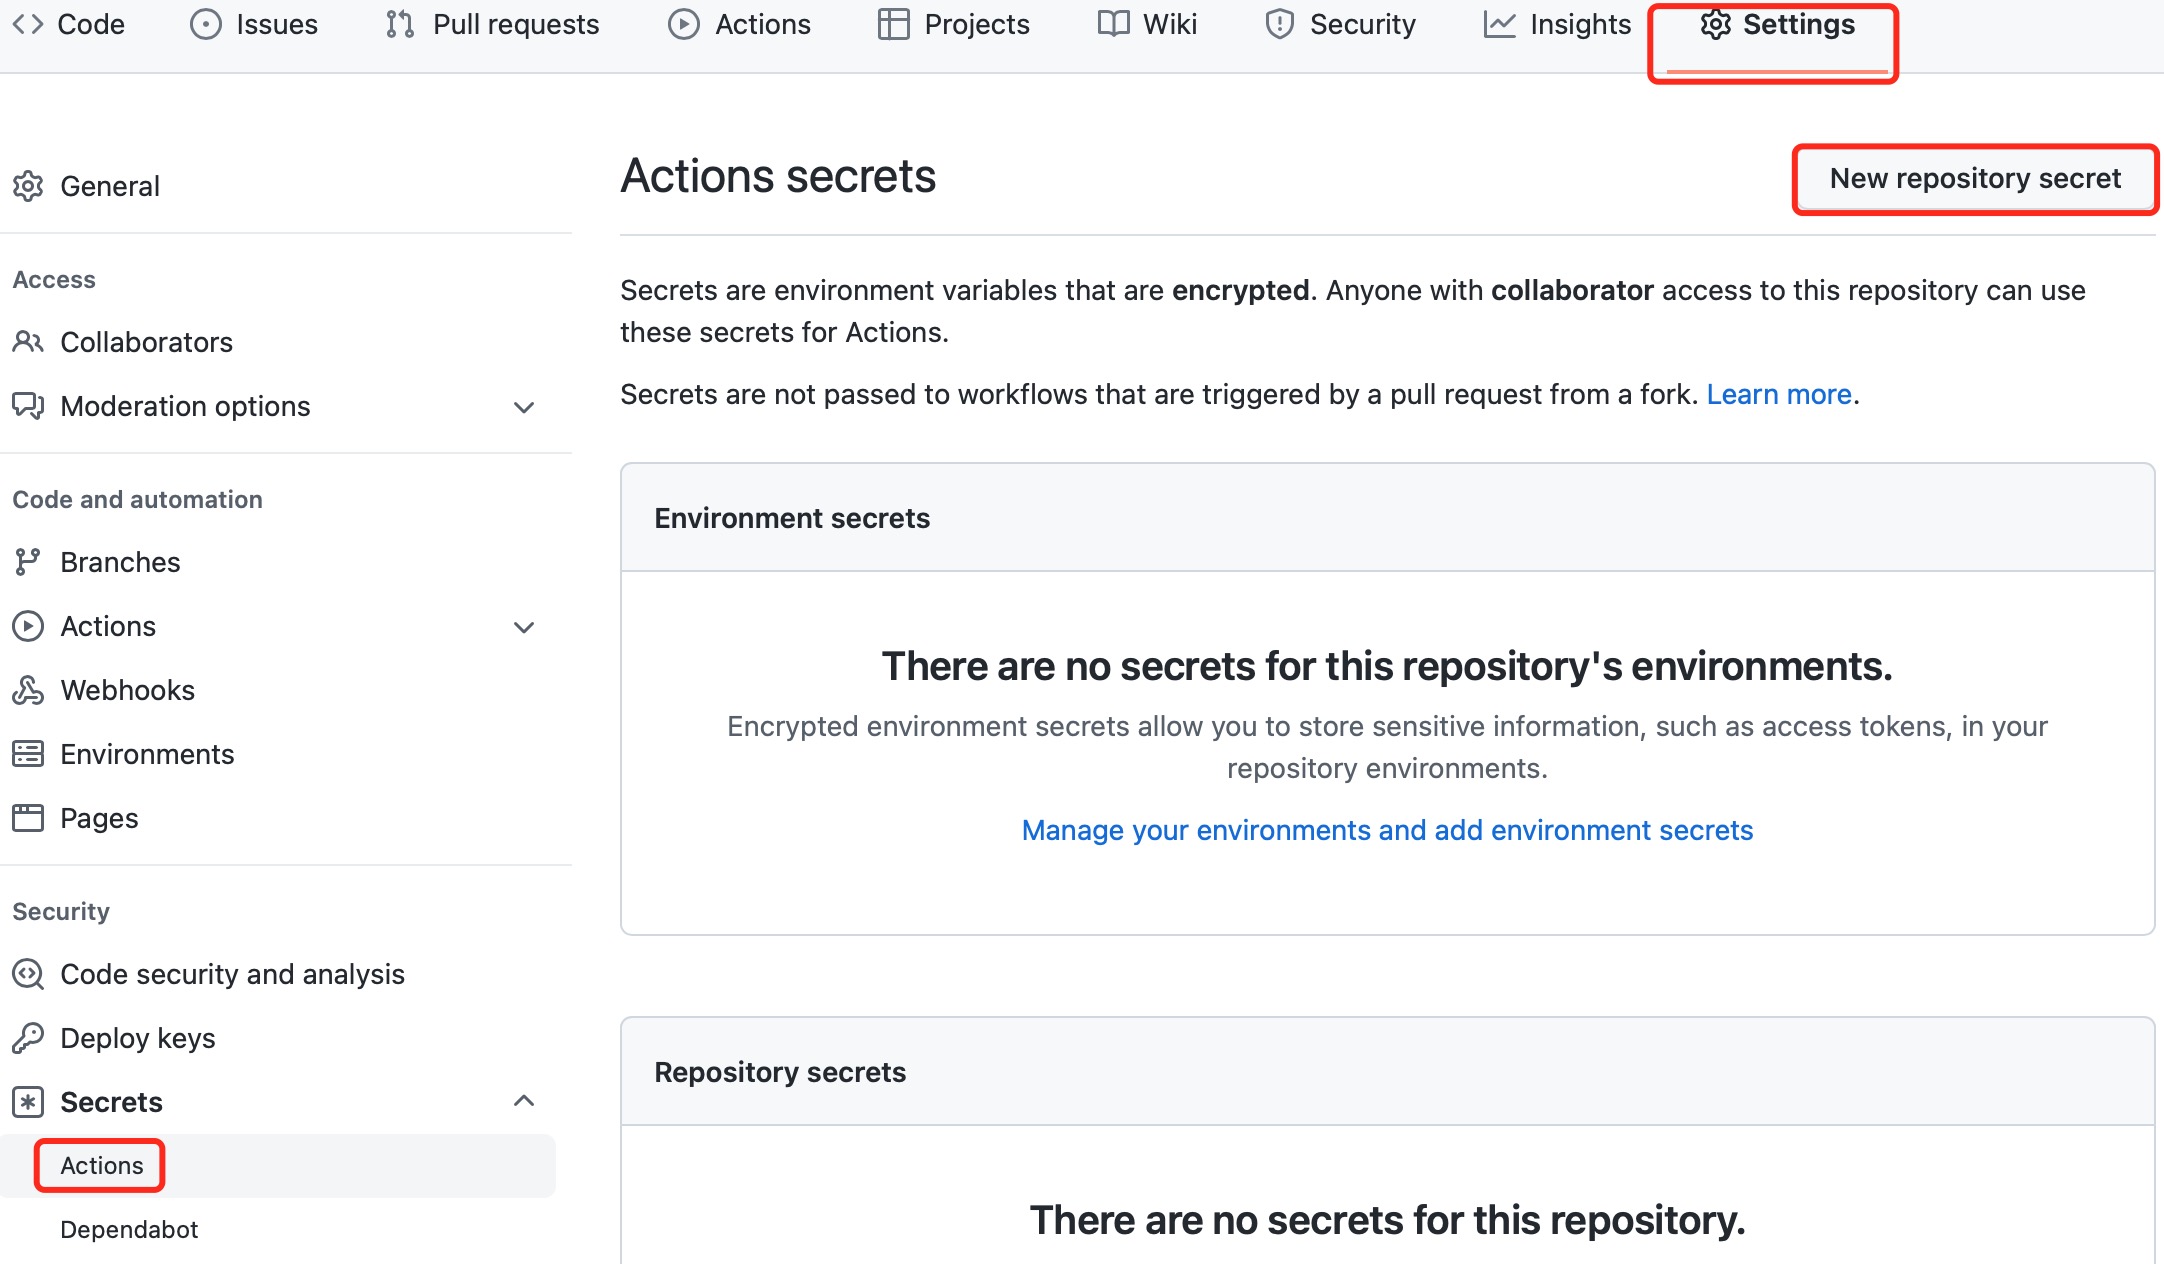 Code Issues Pull requests Actions Projects Wiki Security Insights Settings
General
Access
Collaborators
Moderation options
Code and automation
Branches
Actions
Webhooks
Environments
Pages
Security
Code security and analysis
Deploy keys
Secrets
Actions
Dependabot
Actions secrets
New repository secret
Secrets are environment variables that are encrypted. Anyone with collaborator access to this repository can use
these secrets for Actions.
Secrets are not passed to workflows that are triggered by a pull request from a fork. Learn more.
Environment secrets
There are no secrets for this repository's environments.
Encrypted environment secrets allow you to store sensitive information, such as access tokens, in your
repository environments.
Manage your environments and add environment secrets
Repository secrets
There are no secrets for this repository.